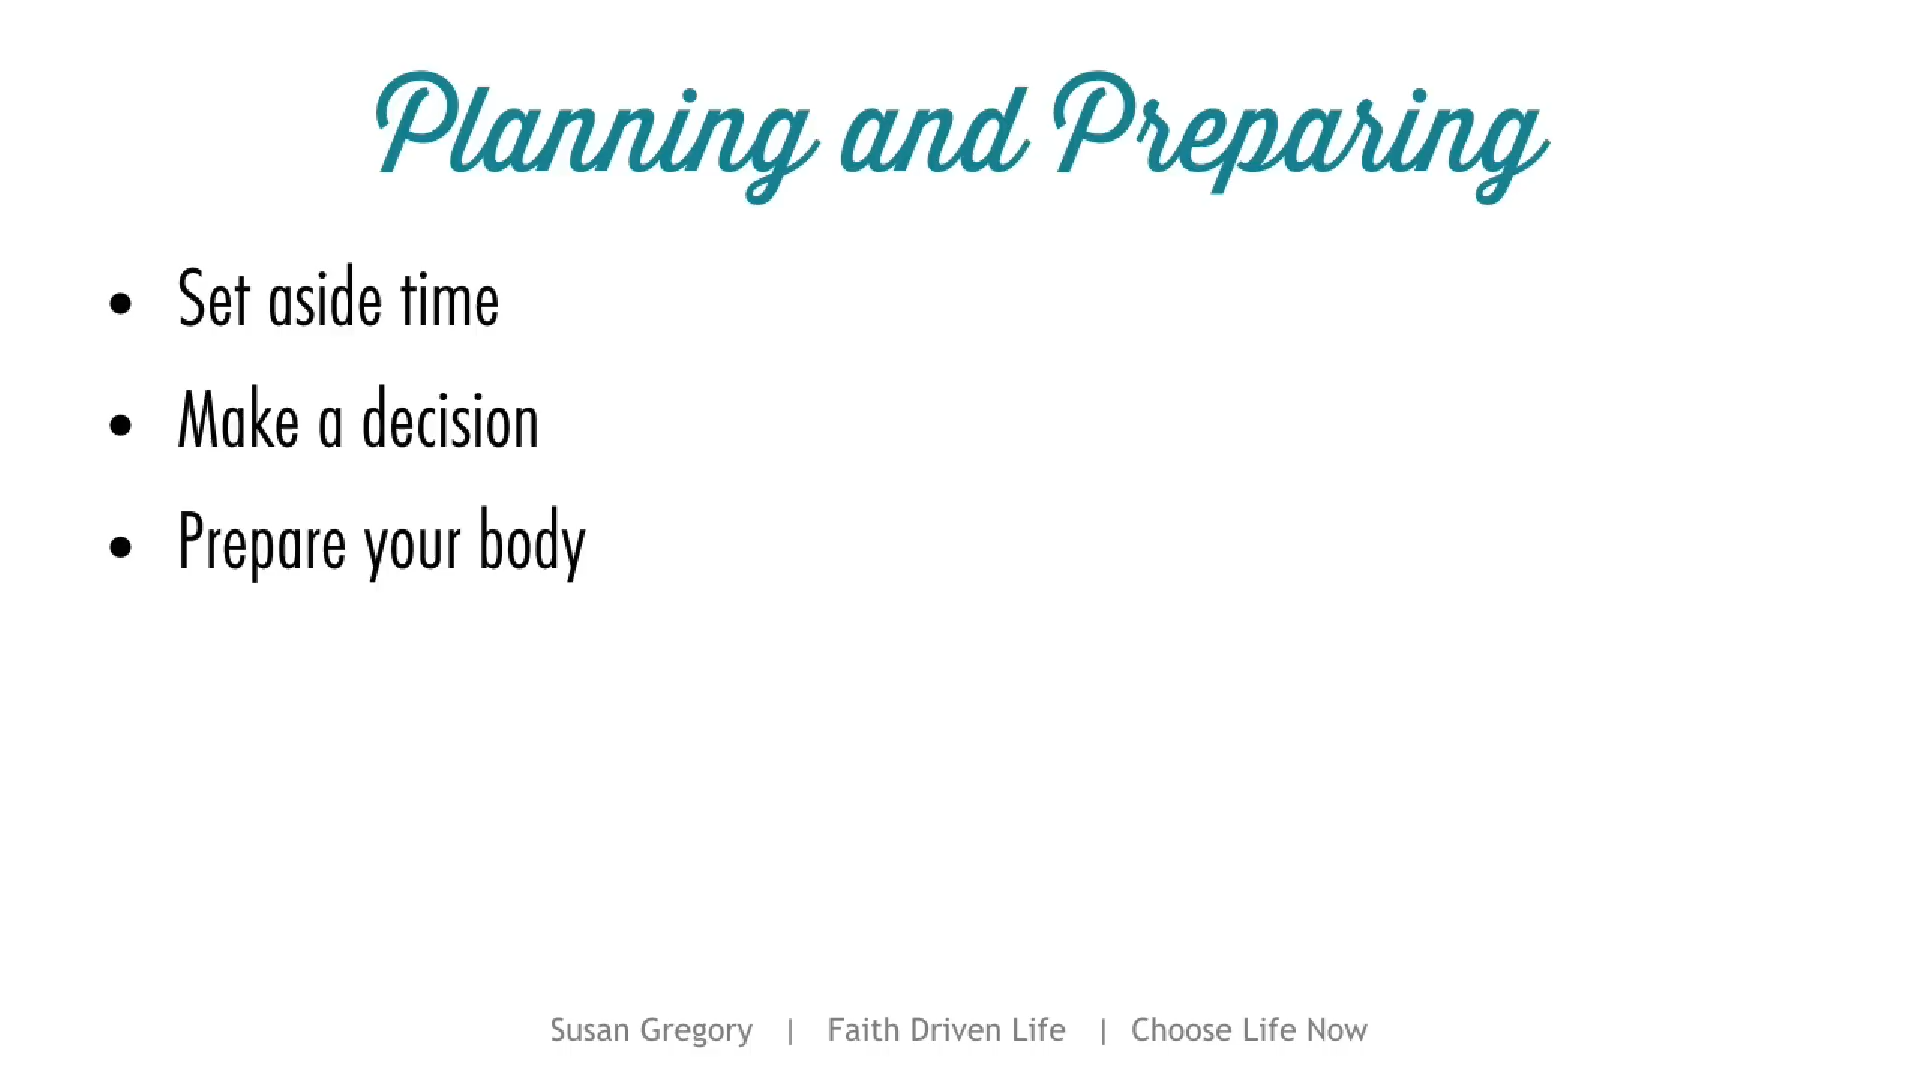 Planning and Preparing
• Set aside time
• Make a decision
• Prepare your body
Susan Gregory | Faith Driven Life | Choose Life Now